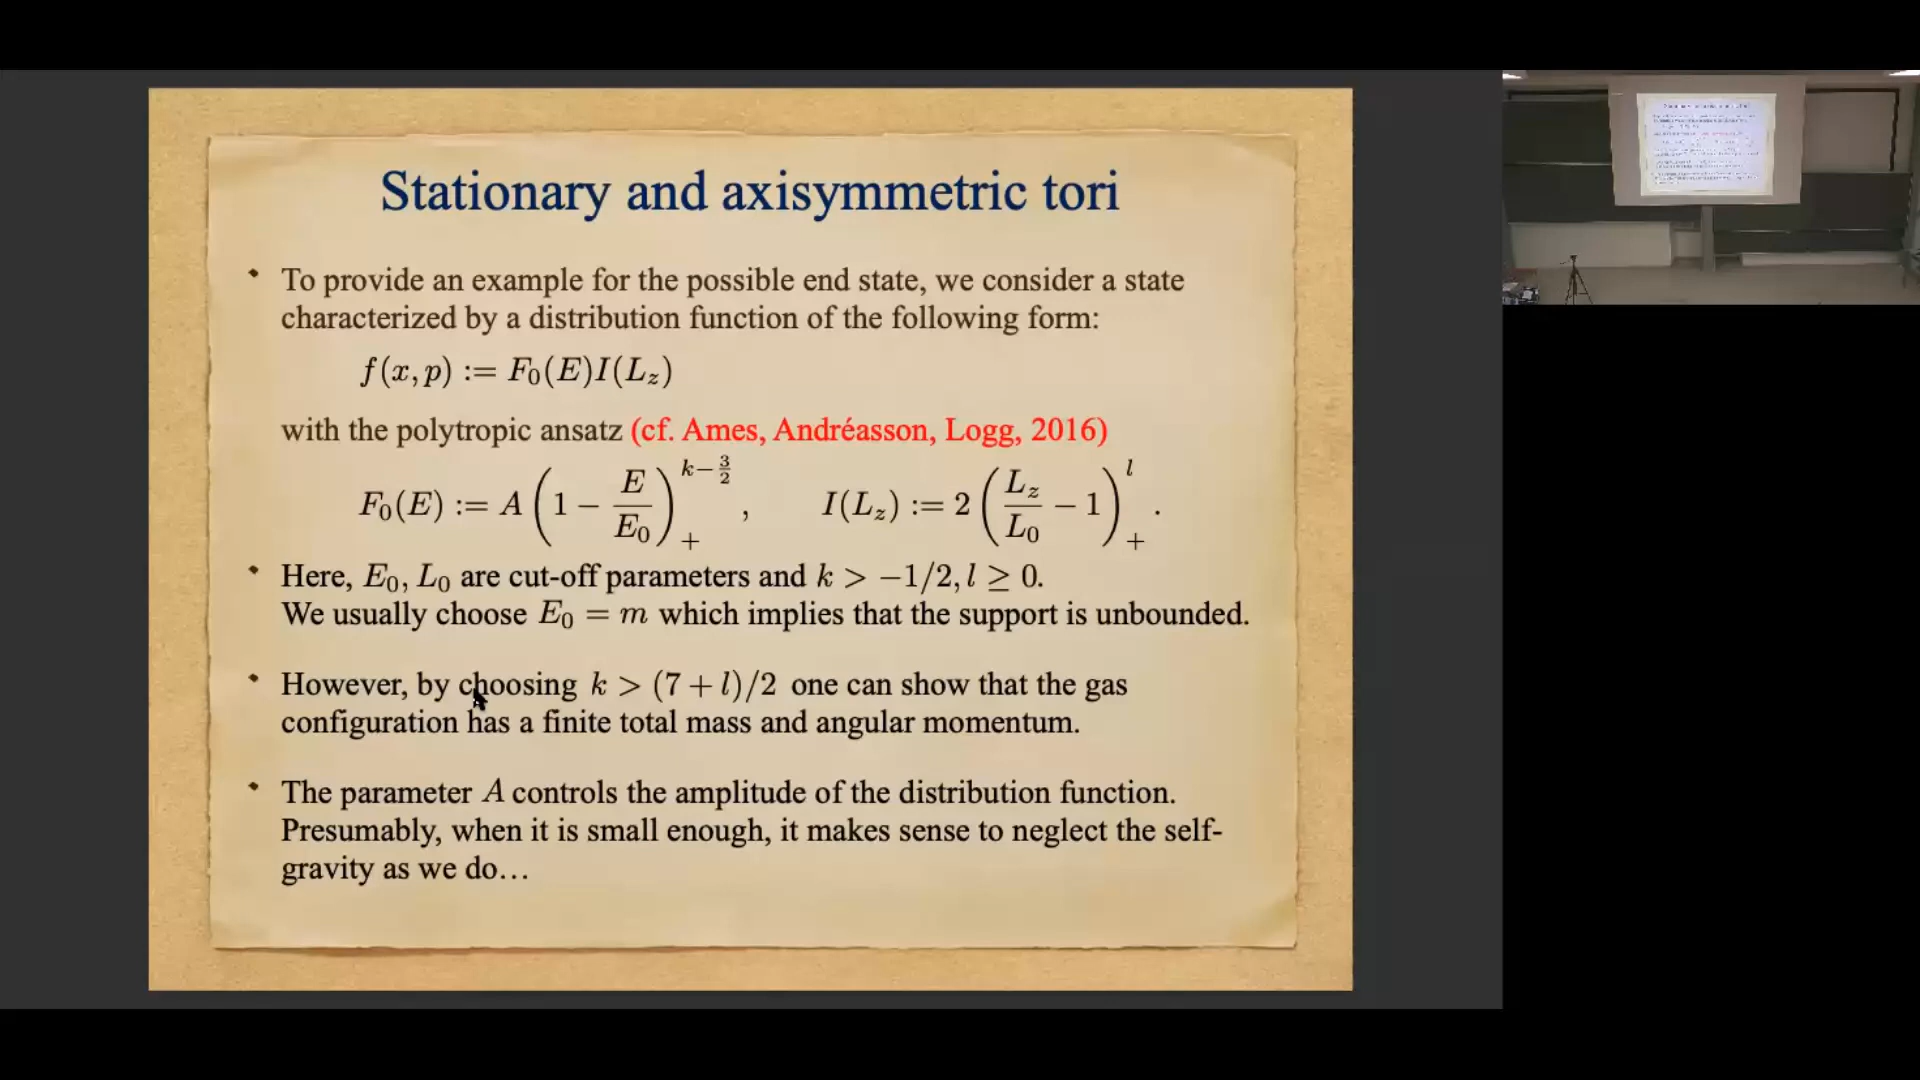 Stationary and axisymmetric tori
• To provide an example for the possible end state, we consider a state
characterized by a distribution function of the following form:
f(x, p) := F₀(E)I(L_z)
with the polytropic ansatz (cf. Ames, Andréasson, Logg, 2016)
F₀(E) := A (1 − E/E₀)₊^{k−3/2}, I(L_z) := 2 (L_z/L₀ − 1)₊^l.
• Here, E₀, L₀ are cut-off parameters and k > −1/2, l ≥ 0.
We usually choose E₀ = m which implies that the support is unbounded.
• However, by choosing k > (7 + l)/2 one can show that the gas
configuration has a finite total mass and angular momentum.
• The parameter A controls the amplitude of the distribution function.
Presumably, when it is small enough, it makes sense to neglect the self-
gravity as we do…